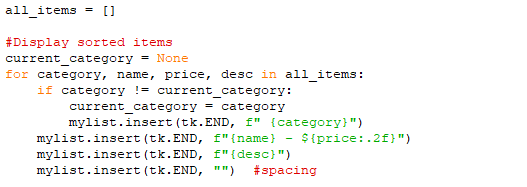 all_items = []

#Display sorted items
current_category = None
for category, name, price, desc in all_items:
    if category != current_category:
        current_category = category
        mylist.insert(tk.END, f" {category}")
    mylist.insert(tk.END, f"{name} - ${price:.2f}")
    mylist.insert(tk.END, f"{desc}")
    mylist.insert(tk.END, "")  #spacing